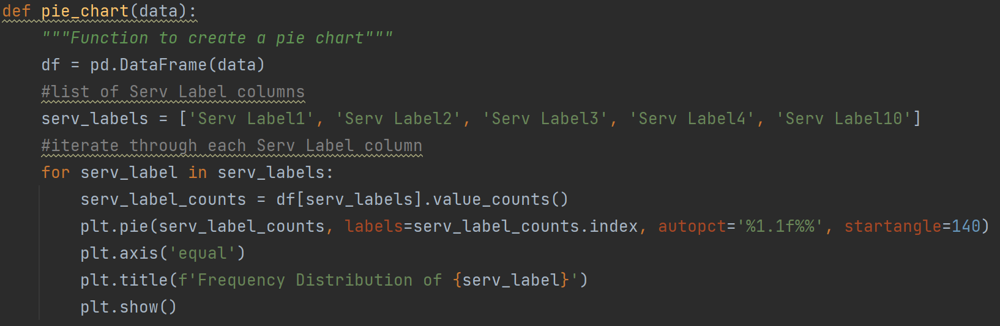 def pie_chart(data):
    """Function to create a pie chart"""
    df = pd.DataFrame(data)
    #list of Serv Label columns
    serv_labels = ['Serv Label1', 'Serv Label2', 'Serv Label3', 'Serv Label4', 'Serv Label10']
    #iterate through each Serv Label column
    for serv_label in serv_labels:
        serv_label_counts = df[serv_labels].value_counts()
        plt.pie(serv_label_counts, labels=serv_label_counts.index, autopct='%1.1f%%', startangle=140)
        plt.axis('equal')
        plt.title(f'Frequency Distribution of {serv_label}')
        plt.show()